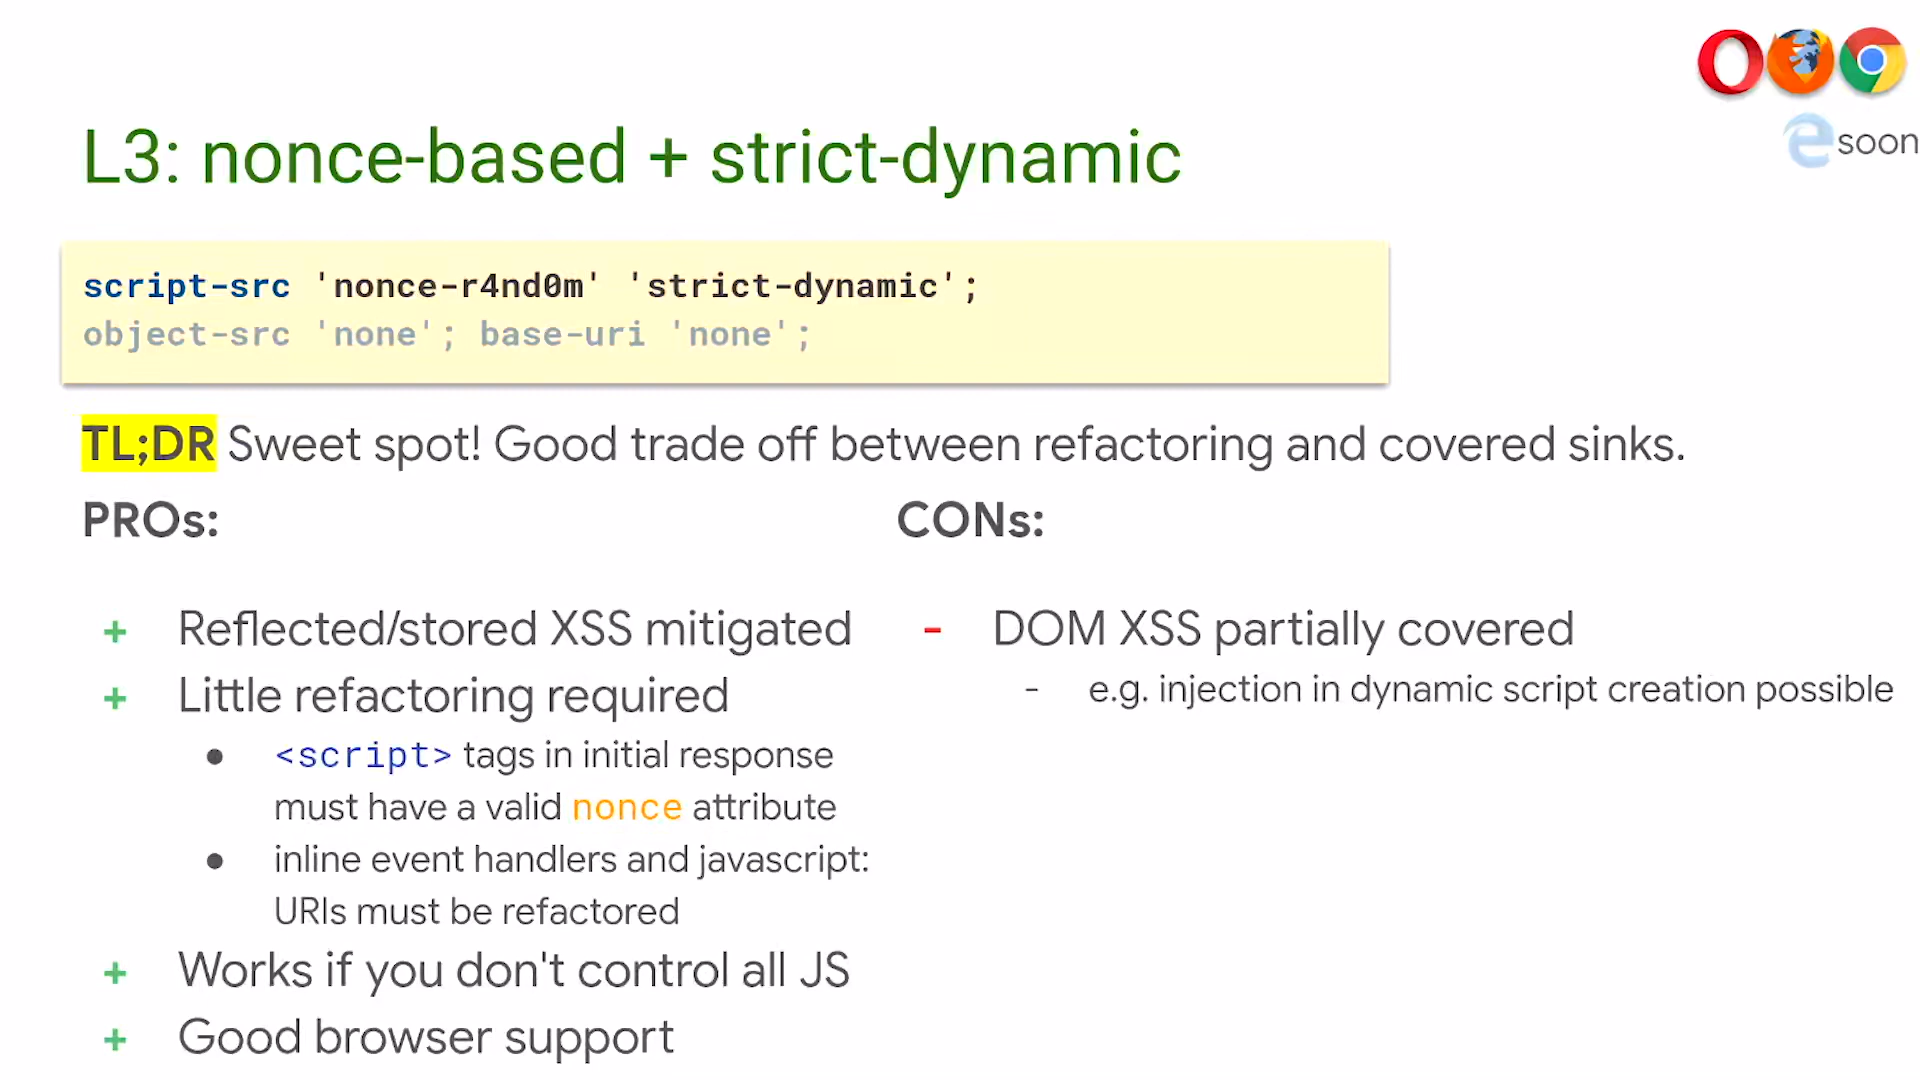 soon
L3: nonce-based + strict-dynamic
script-src 'nonce-r4nd0m' 'strict-dynamic';
object-src 'none'; base-uri 'none';
TL;DR Sweet spot! Good trade off between refactoring and covered sinks.
PROs:
+ Reflected/stored XSS mitigated
+ Little refactoring required
● <script> tags in initial response
must have a valid nonce attribute
● inline event handlers and javascript:
URIs must be refactored
+ Works if you don't control all JS
+ Good browser support
CONs:
- DOM XSS partially covered
- e.g. injection in dynamic script creation possible